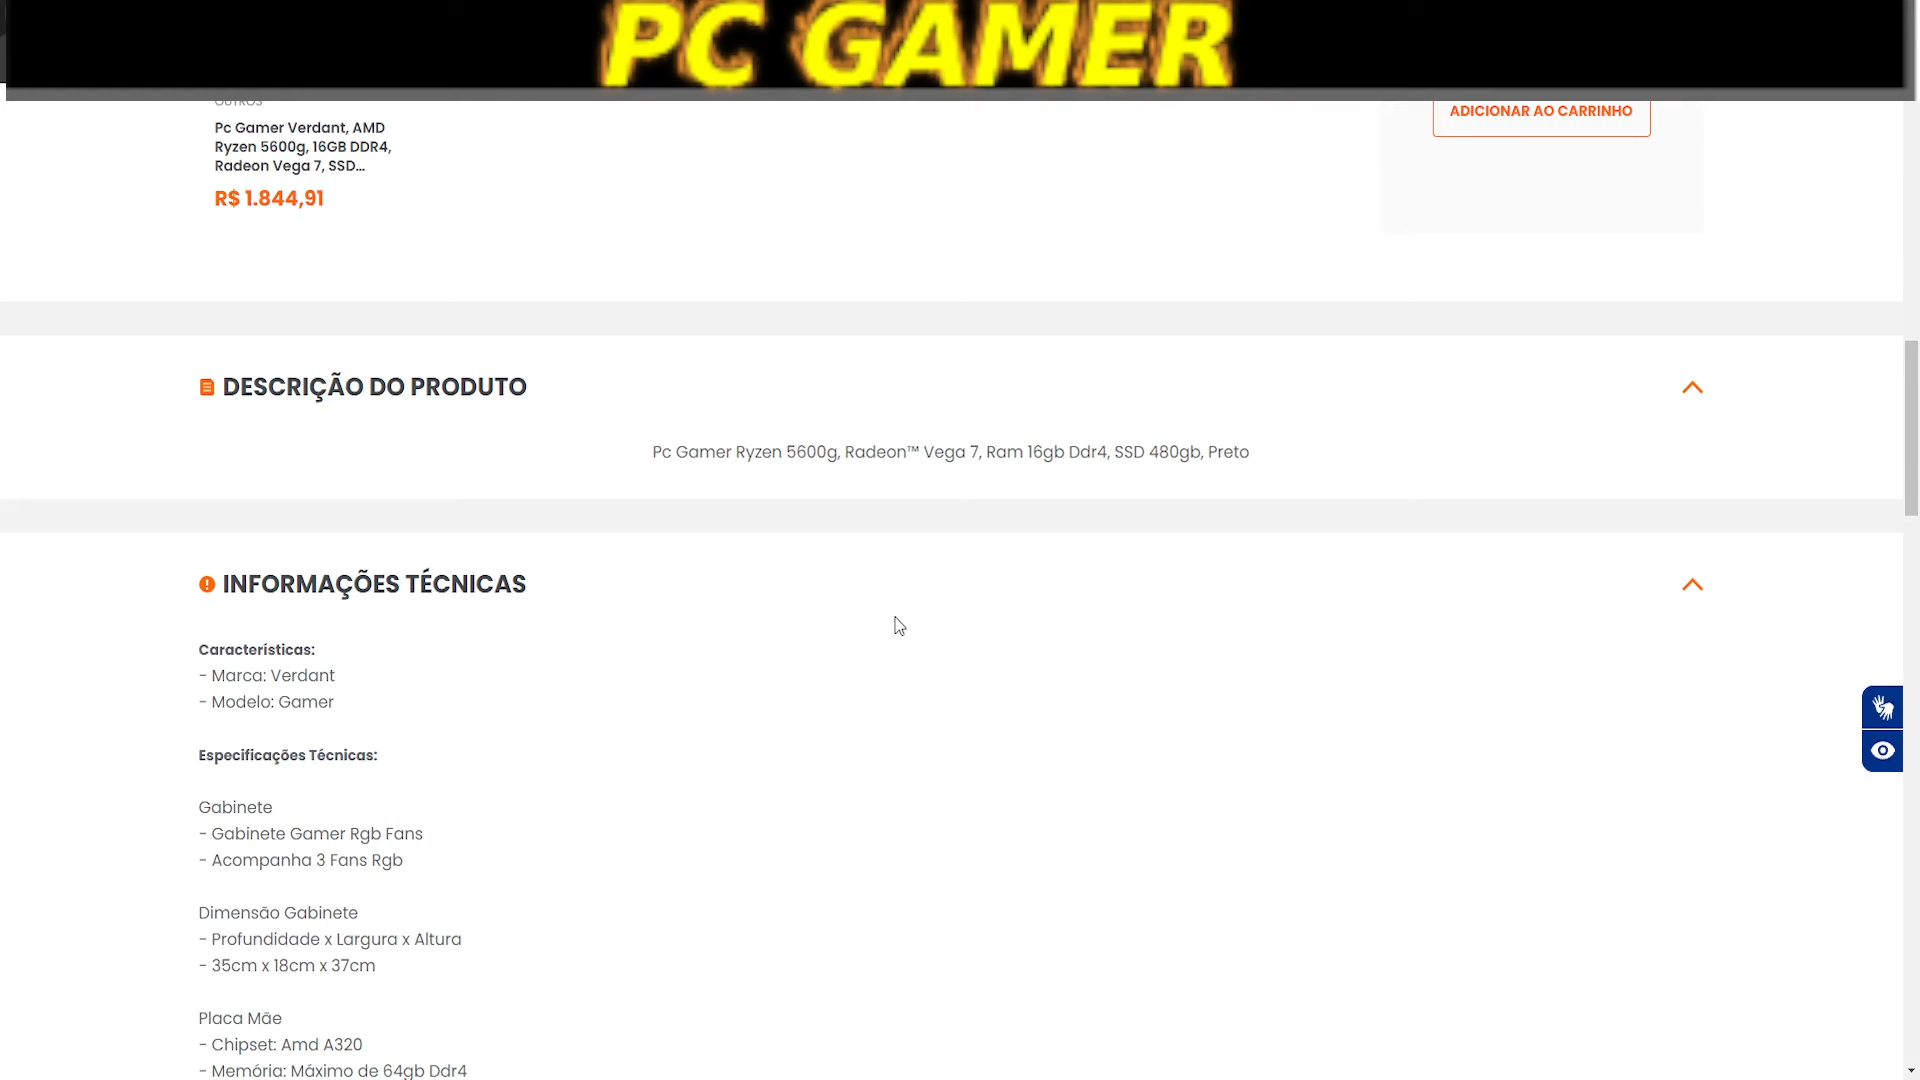 PC GAMER
OUTROS
Pc Gamer Verdant, AMD
Ryzen 5600g, 16GB DDR4,
Radeon Vega 7, SSD...
R$ 1.844,91
ADICIONAR AO CARRINHO
DESCRIÇÃO DO PRODUTO
Pc Gamer Ryzen 5600g, Radeon™ Vega 7, Ram 16gb Ddr4, SSD 480gb, Preto
INFORMAÇÕES TÉCNICAS
Características:
- Marca: Verdant
- Modelo: Gamer
Especificações Técnicas:
Gabinete
- Gabinete Gamer Rgb Fans
- Acompanha 3 Fans Rgb
Dimensão Gabinete
- Profundidade x Largura x Altura
- 35cm x 18cm x 37cm
Placa Mãe
- Chipset: Amd A320
- Memória: Máximo de 64gb Ddr4